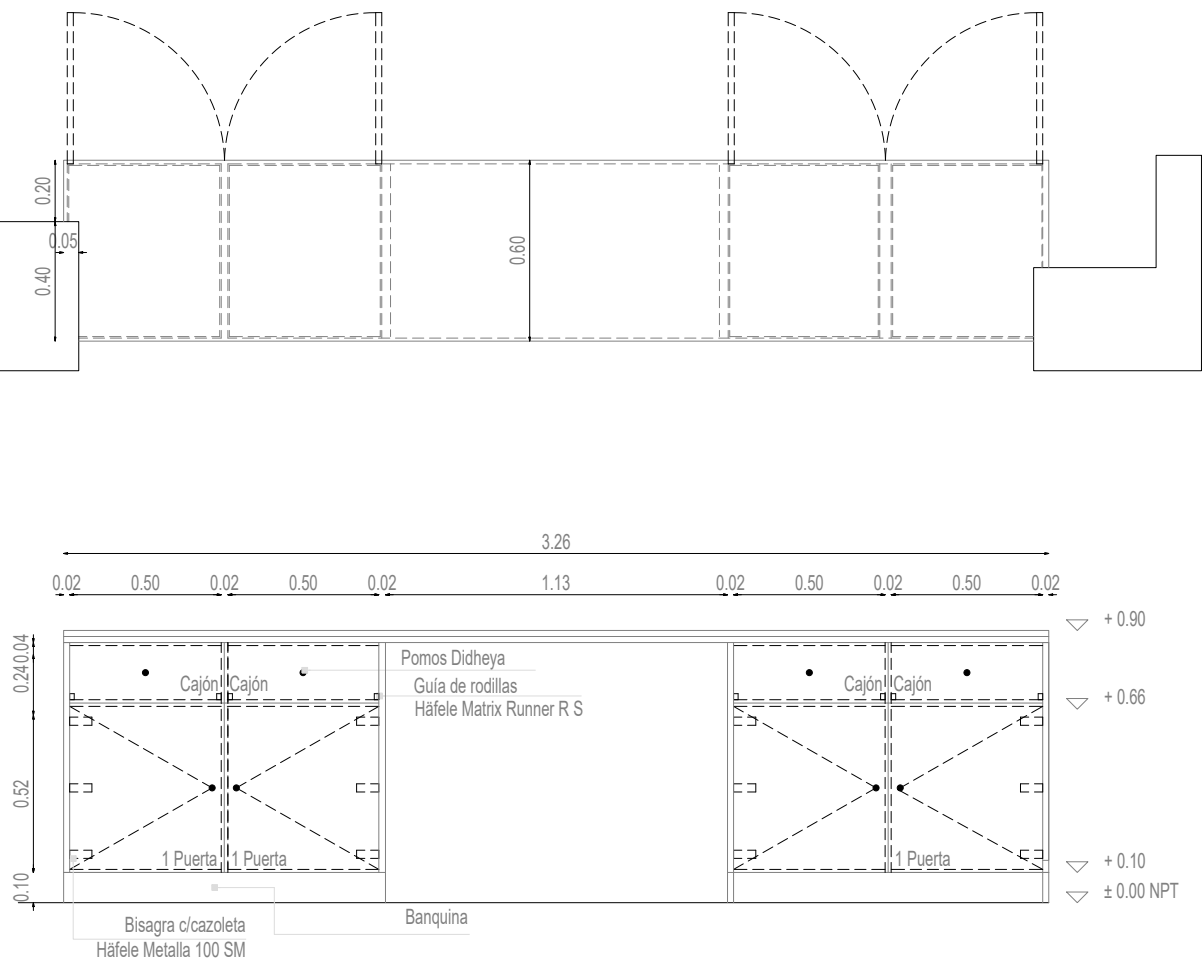 0.20
0.05
0.40
0.60
3.26
0.02 0.50 0.02 0.50 0.02 1.13 0.02 0.50 0.02 0.50 0.02
+ 0.90
0.04
0.24
Pomos Didheya
Cajón Cajón
Guía de rodillas
Häfele Matrix Runner R S
Cajón Cajón
+ 0.66
0.52
1 Puerta 1 Puerta
1 Puerta
+ 0.10
0.10
± 0.00 NPT
Banquina
Bisagra c/cazoleta
Häfele Metalla 100 SM